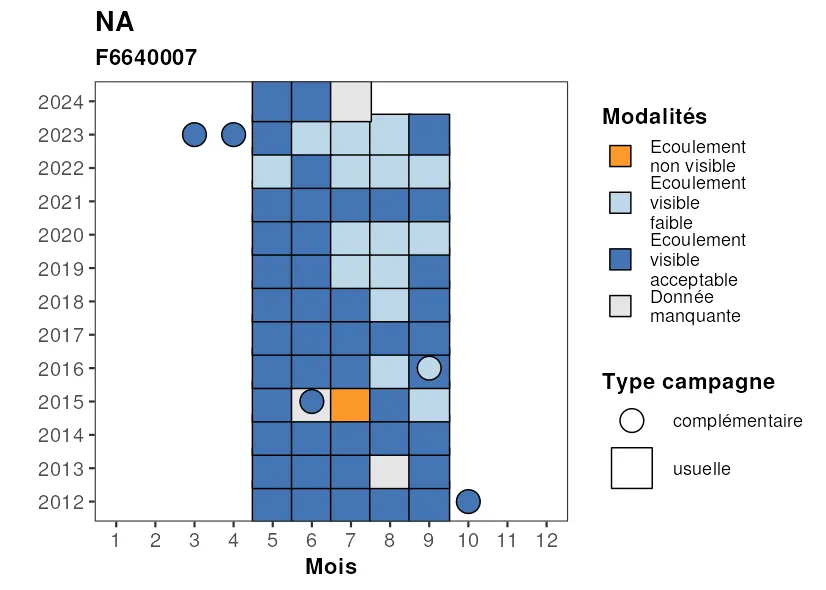 NA
F6640007
2024
2023
2022
2021
2020
2019
2018
2017
2016
2015
2014
2013
2012
1 2 3 4 5 6 7 8 9 10 11 12
Mois
Modalités
Ecoulement
non visible
Ecoulement
visible
faible
Ecoulement
visible
acceptable
Donnée
manquante
Type campagne
complémentaire
usuelle